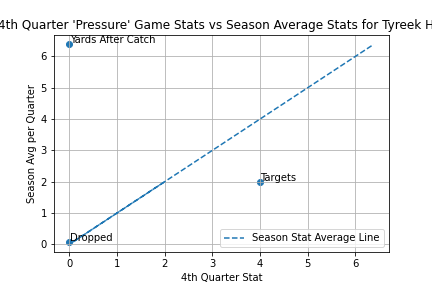 4th Quarter 'Pressure' Game Stats vs Season Average Stats for Tyreek H
Yards After Catch
Targets
Dropped
Season Stat Average Line
Season Avg per Quarter
6
5
4
3
2
1
0
0 1 2 3 4 5 6
4th Quarter Stat